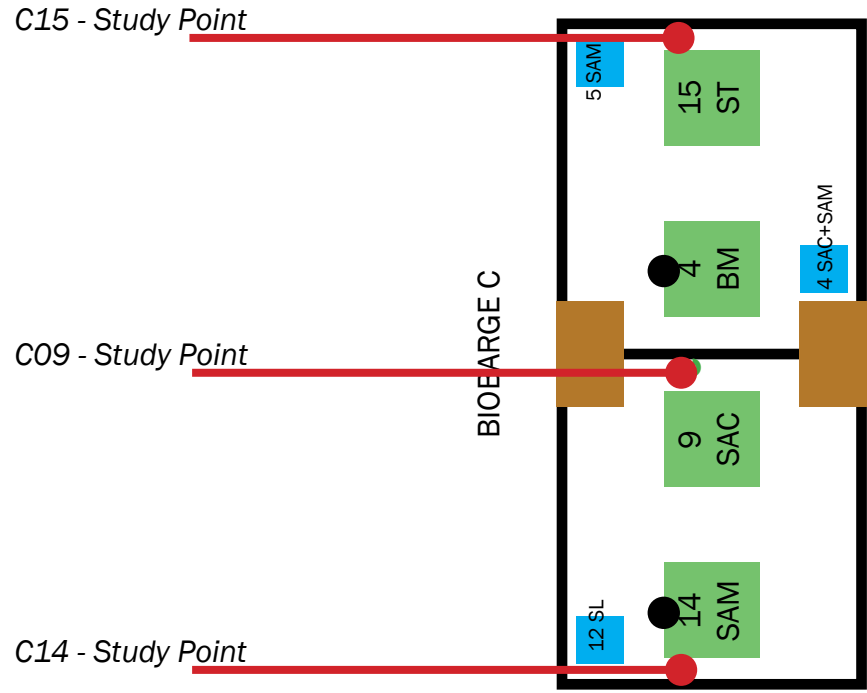 C15 - Study Point
5 SAM
15
ST
4 SAC+SAM
4
BM
BIOBARGE C
C09 - Study Point
9
SAC
14
SAM
12 SL
C14 - Study Point